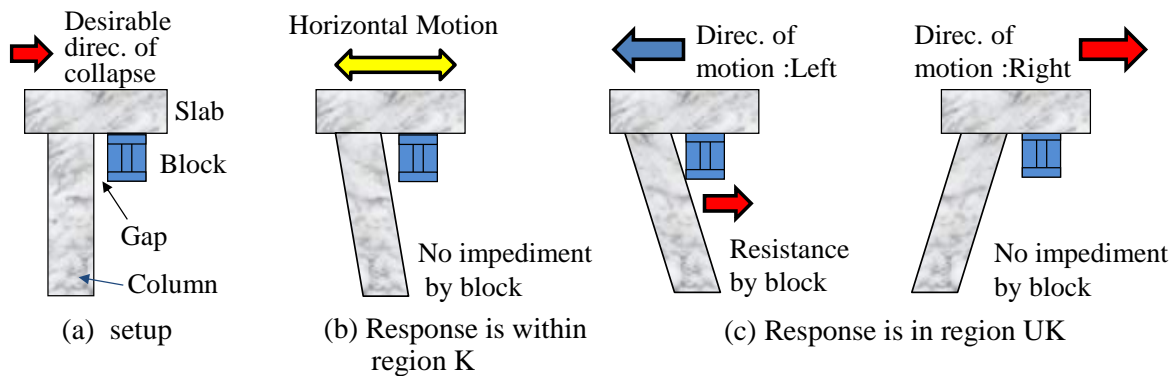 Desirable
direc. of
collapse
Slab
Block
Gap
Column
(a) setup
Horizontal Motion
No impediment
by block
(b) Response is within
region K
Direc. of
motion :Left
Resistance
by block
Direc. of
motion :Right
No impediment
by block
(c) Response is in region UK